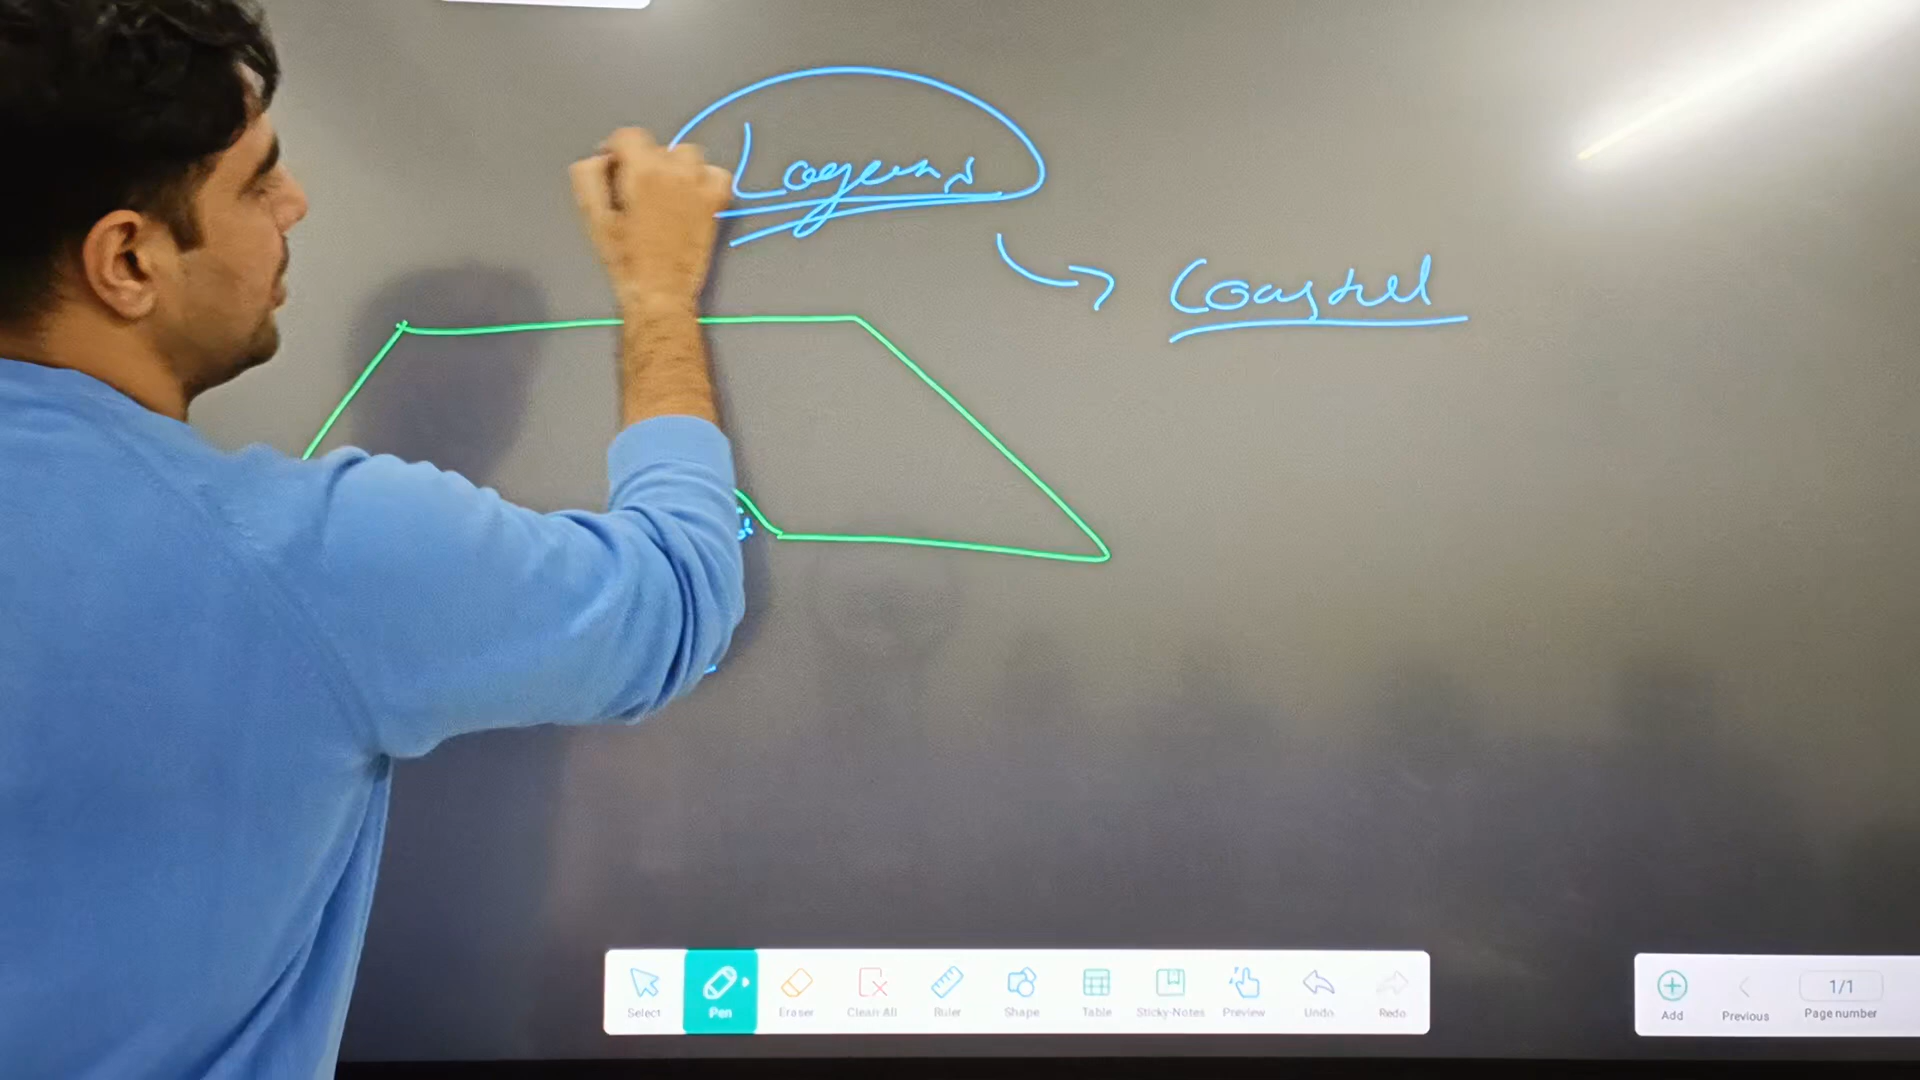 Lagoons
Coastal
Select Pen Eraser Clean All Ruler Shape Table Sticky-Notes Preview Undo Redo
Add Previous 1/1 Page number